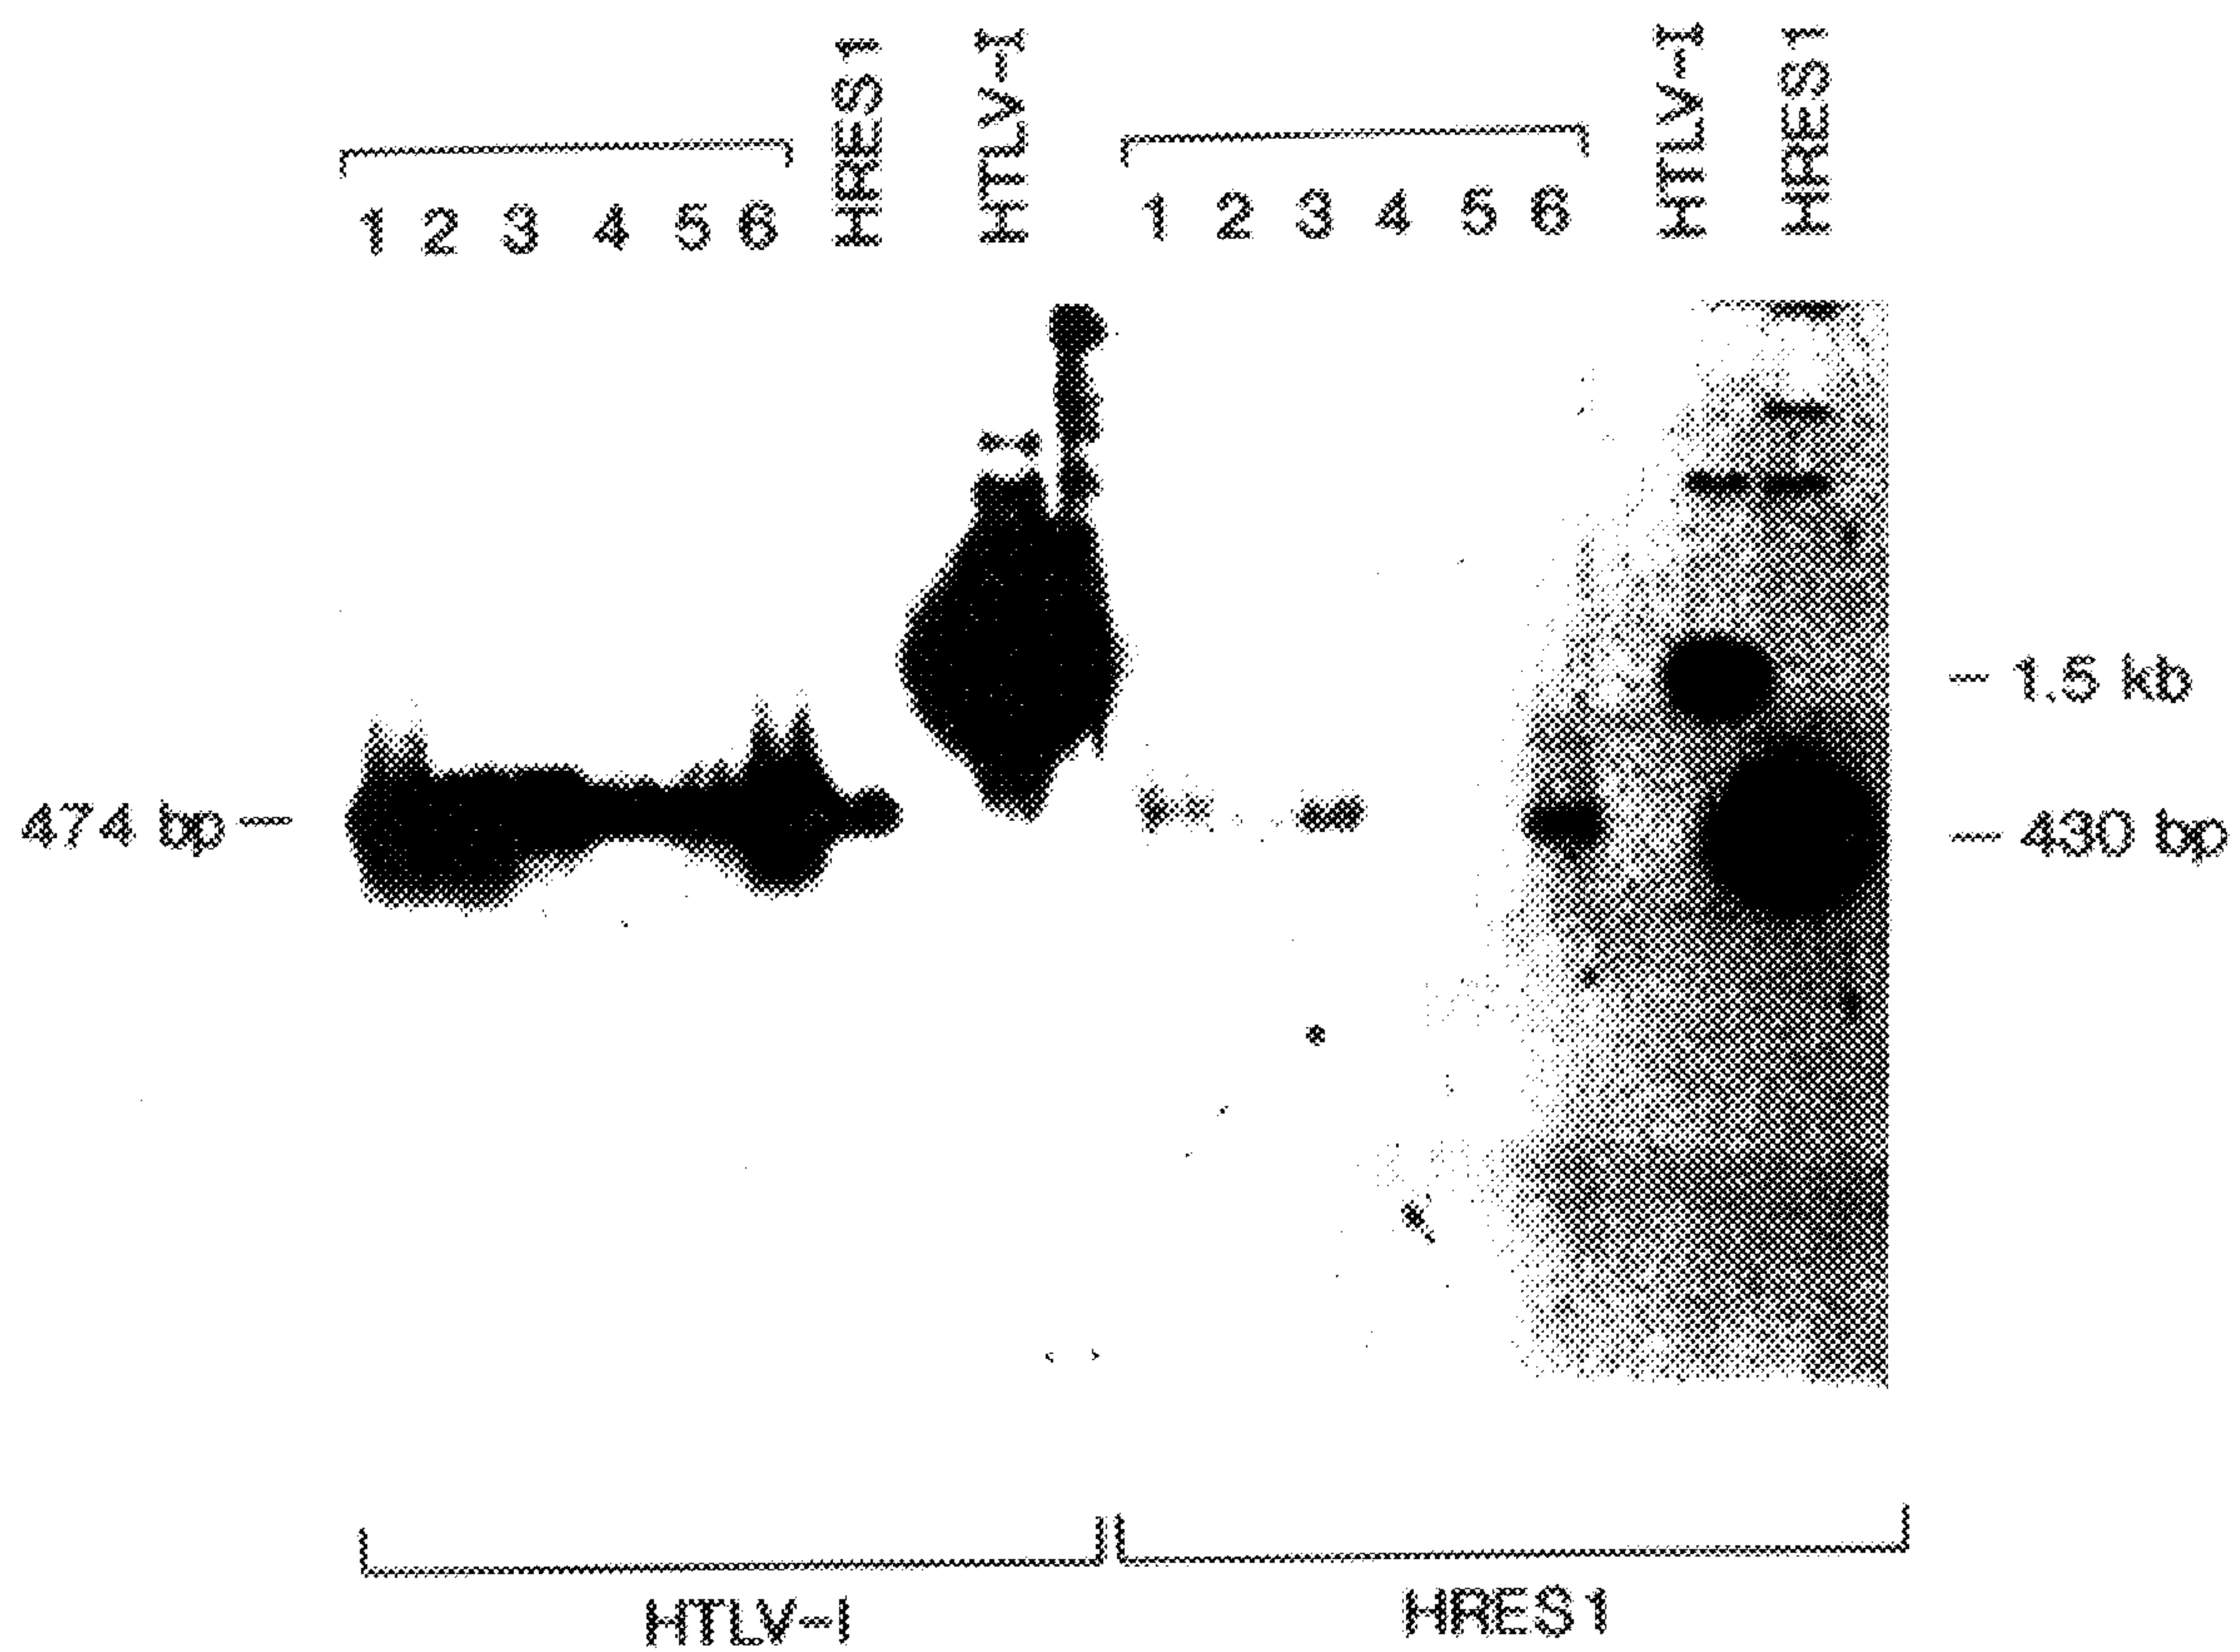 HRES1 HTLV-I HTLV-I HRES1
1 2 3 4 5 6 1 2 3 4 5 6
– 1.5 kb
474 bp – – 430 bp
HTLV-I HRES1